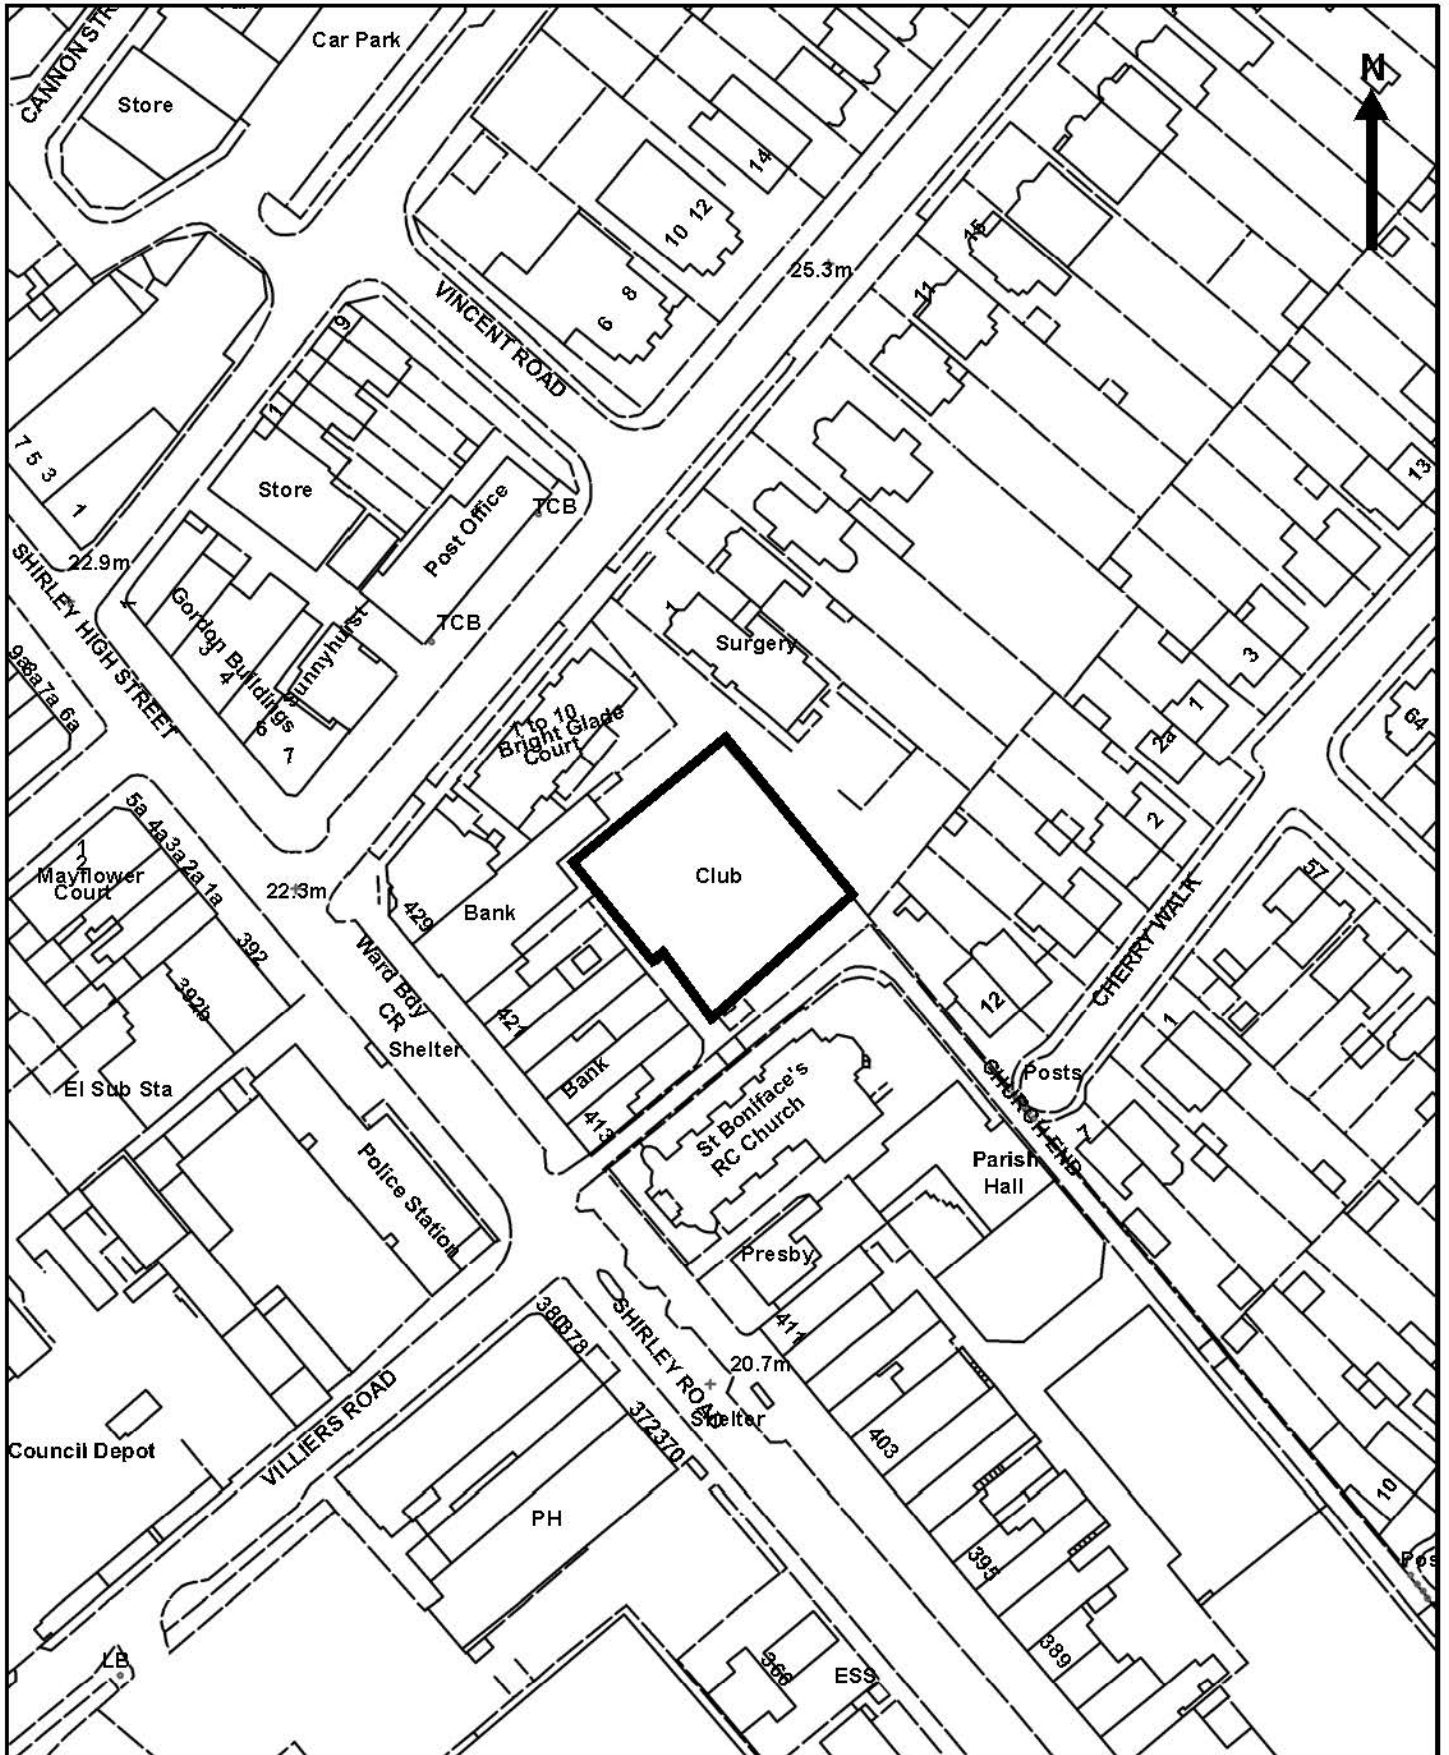 CANNON STR
Car Park
Store
N
14
10 12
15
25.3m
11
8
6
VINCENT ROAD
9
1
7 5 3
1
Store
Post Office
TCB
13
22.9m
SHIRLEY HIGH STREET
Gordon Buildings
3
4
6
7
Sunnyhurst
TCB
1
Surgery
3
1
2a
2
64
9a 8a 7a 6a
1 to 10
Bright Glade
Court
5a 4a 3a 2a 1a
1
2
Mayflower
Court
22.3m
429
Bank
Club
57
CHERRY WALK
392
392b
Ward Bdy
CR
Shelter
421
12
1
El Sub Sta
Bank
413
St Boniface's
RC Church
Posts
CHURCH END
7
Parish
Hall
Police Station
Presby
380
378
SHIRLEY ROAD
411
20.7m
Shelter
372
370
403
VILLIERS ROAD
Council Depot
PH
10
395
Pos
389
LB
366
ESS